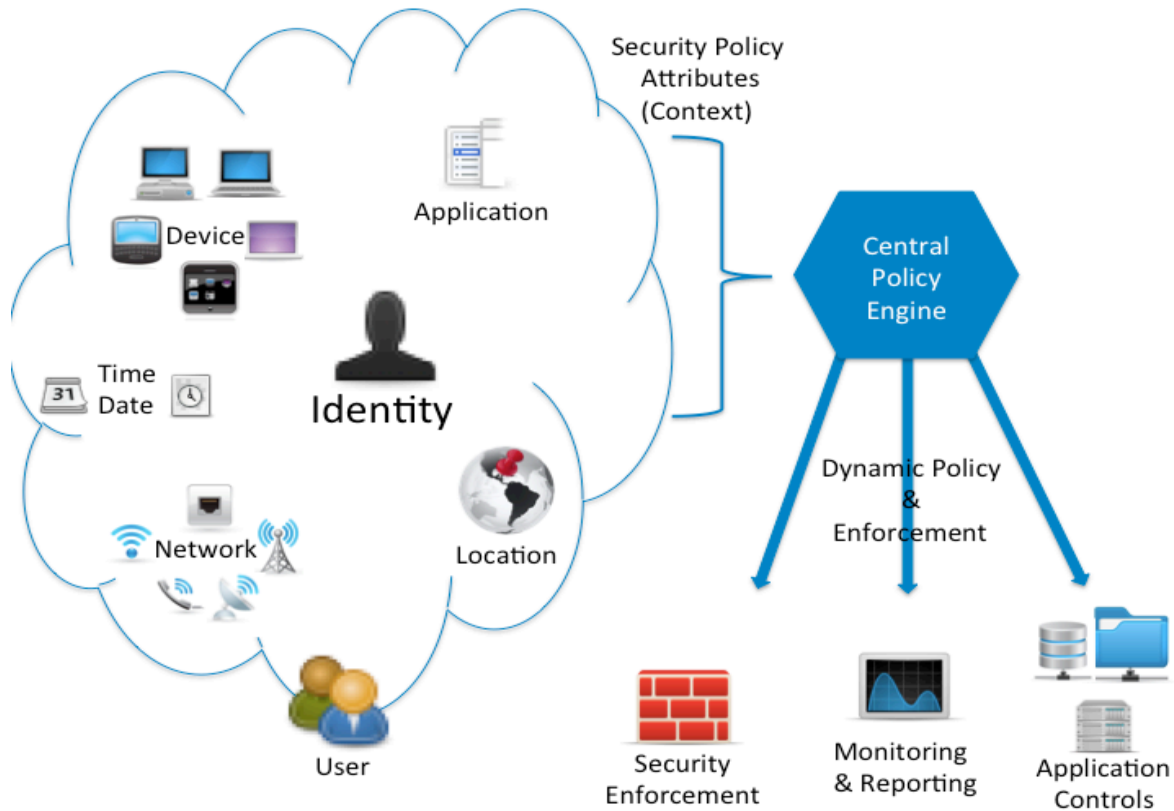 Security Policy
Attributes
(Context)
Device
Application
Central
Policy
Engine
31
Time
Date
Identity
Network
Location
Dynamic Policy
&
Enforcement
User
Security
Enforcement
Monitoring
& Reporting
Application
Controls